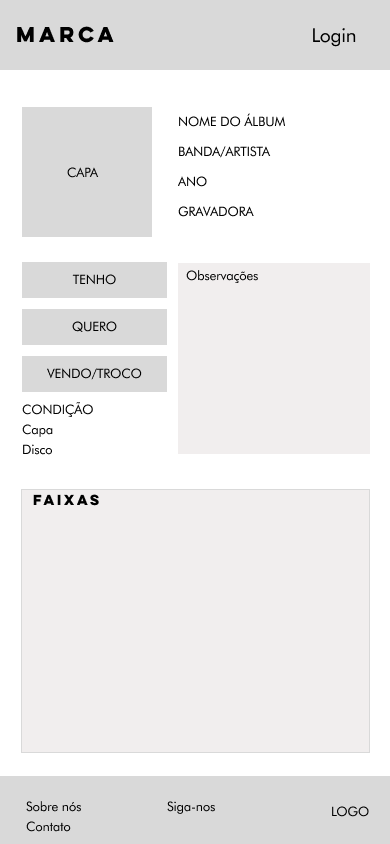 MARCA
Login
CAPA
NOME DO ÁLBUM
BANDA/ARTISTA
ANO
GRAVADORA
TENHO
QUERO
VENDO/TROCO
CONDIÇÃO
Capa
Disco
Observações
FAIXAS
Sobre nós
Contato
Siga-nos
LOGO